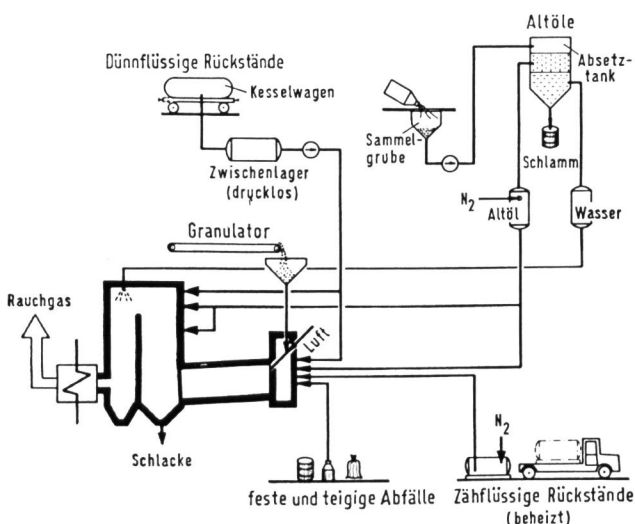 Altöle
Dünnflüssige Rückstände
Absetz-
tank
Kesselwagen
Sammel-
grube
Schlamm
Zwischenlager
(drucklos)
N2
Altöl
Wasser
Granulator
Rauchgas
Luft
N2
Schlacke
feste und teigige Abfälle
Zähflüssige Rückstände
(beheizt)